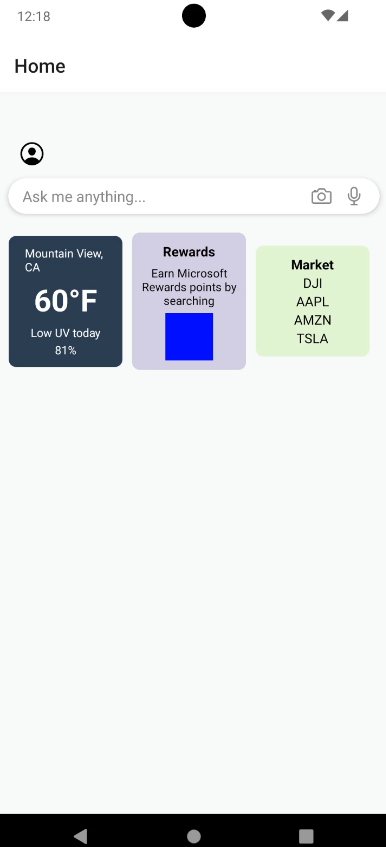 12:18
Home
Ask me anything...
Mountain View,
CA
60°F
Low UV today
81%
Rewards
Earn Microsoft
Rewards points by
searching
Market
DJI
AAPL
AMZN
TSLA